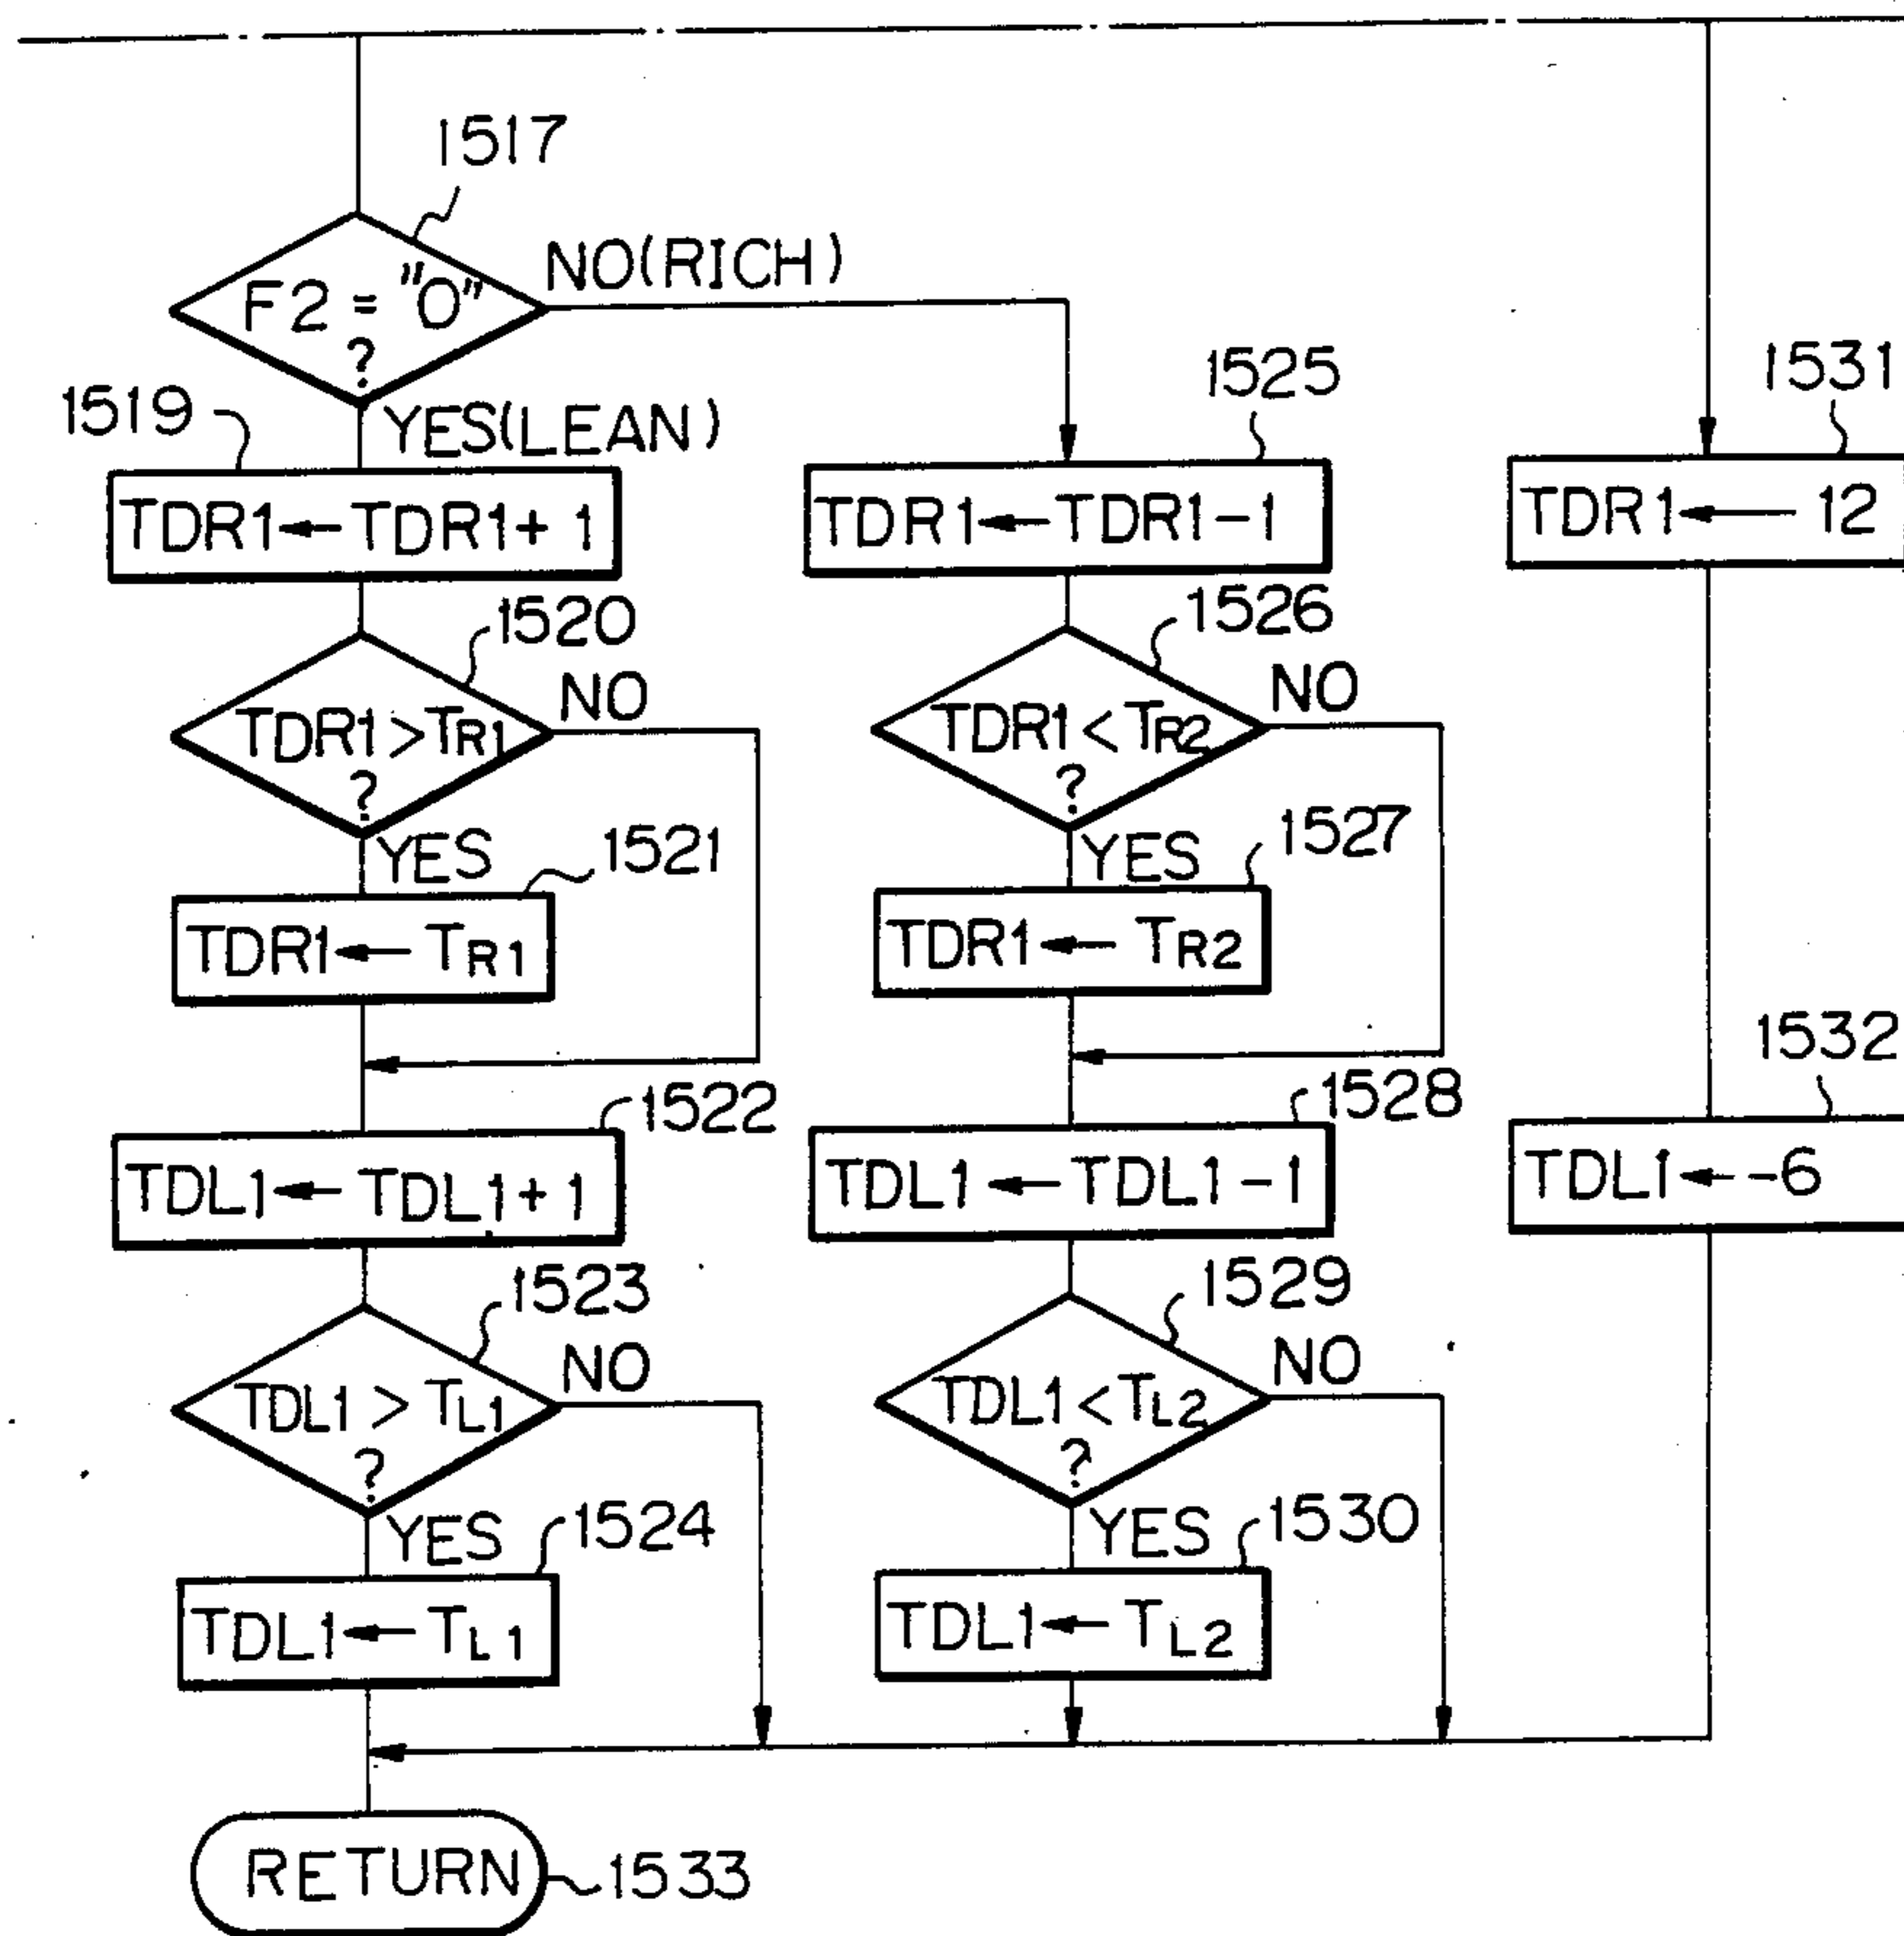 1517
F2 = "0"
?
NO(RICH)
YES(LEAN)
1519
TDR1 ← TDR1 + 1
1520
TDR1 > TR1
?
NO
YES
1521
TDR1 ← TR1
1522
TDL1 ← TDL1 + 1
1523
TDL1 > TL1
?
NO
YES
1524
TDL1 ← TL1
1525
TDR1 ← TDR1 - 1
1526
TDR1 < TR2
?
NO
YES
1527
TDR1 ← TR2
1528
TDL1 ← TDL1 - 1
1529
TDL1 < TL2
?
NO
YES
1530
TDL1 ← TL2
1531
TDR1 ← 12
1532
TDL1 ← -6
RETURN
1533